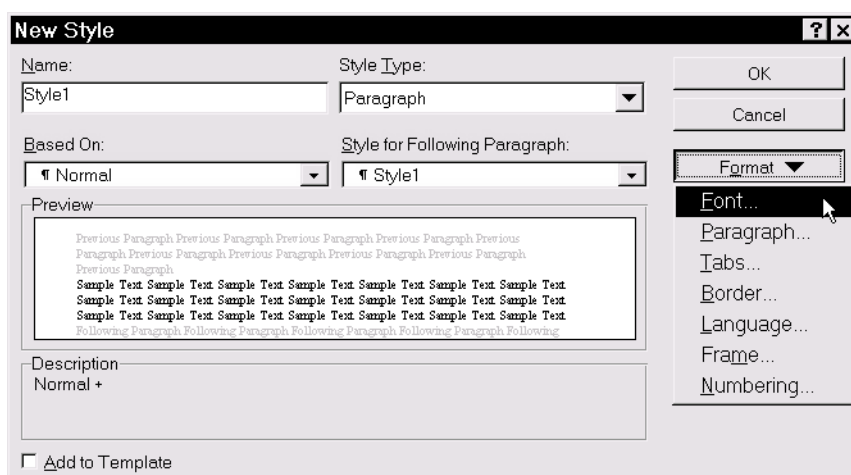 New Style
Name:
Style Type:
OK
Style1
Paragraph
Cancel
Based On:
Style for Following Paragraph:
¶ Normal
¶ Style1
Format
Preview
Font...
Previous Paragraph Previous Paragraph Previous Paragraph Previous Paragraph Previous
Paragraph Previous Paragraph Previous Paragraph Previous Paragraph Previous Paragraph
Previous Paragraph
Sample Text Sample Text Sample Text Sample Text Sample Text Sample Text Sample Text
Sample Text Sample Text Sample Text Sample Text Sample Text Sample Text Sample Text
Sample Text Sample Text Sample Text Sample Text Sample Text Sample Text Sample Text
Following Paragraph Following Paragraph Following Paragraph Following Paragraph Following
Paragraph...
Tabs...
Border...
Language...
Frame...
Numbering...
Description
Normal +
Add to Template